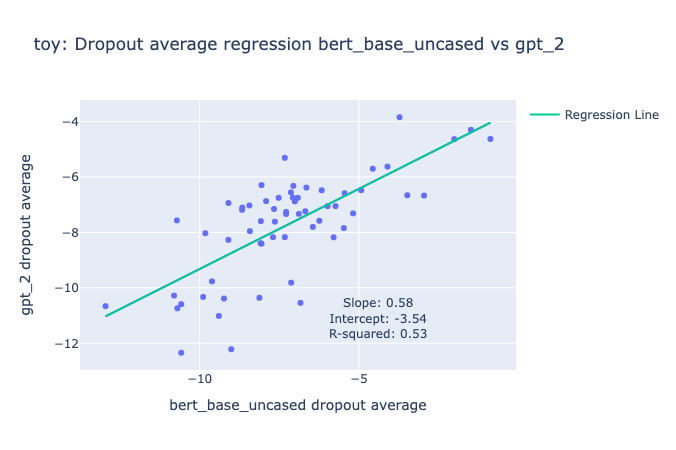 toy: Dropout average regression bert_base_uncased vs gpt_2
Regression Line
gpt_2 dropout average
−4
−6
−8
−10
−12
Slope: 0.58
Intercept: -3.54
R-squared: 0.53
−10
−5
bert_base_uncased dropout average